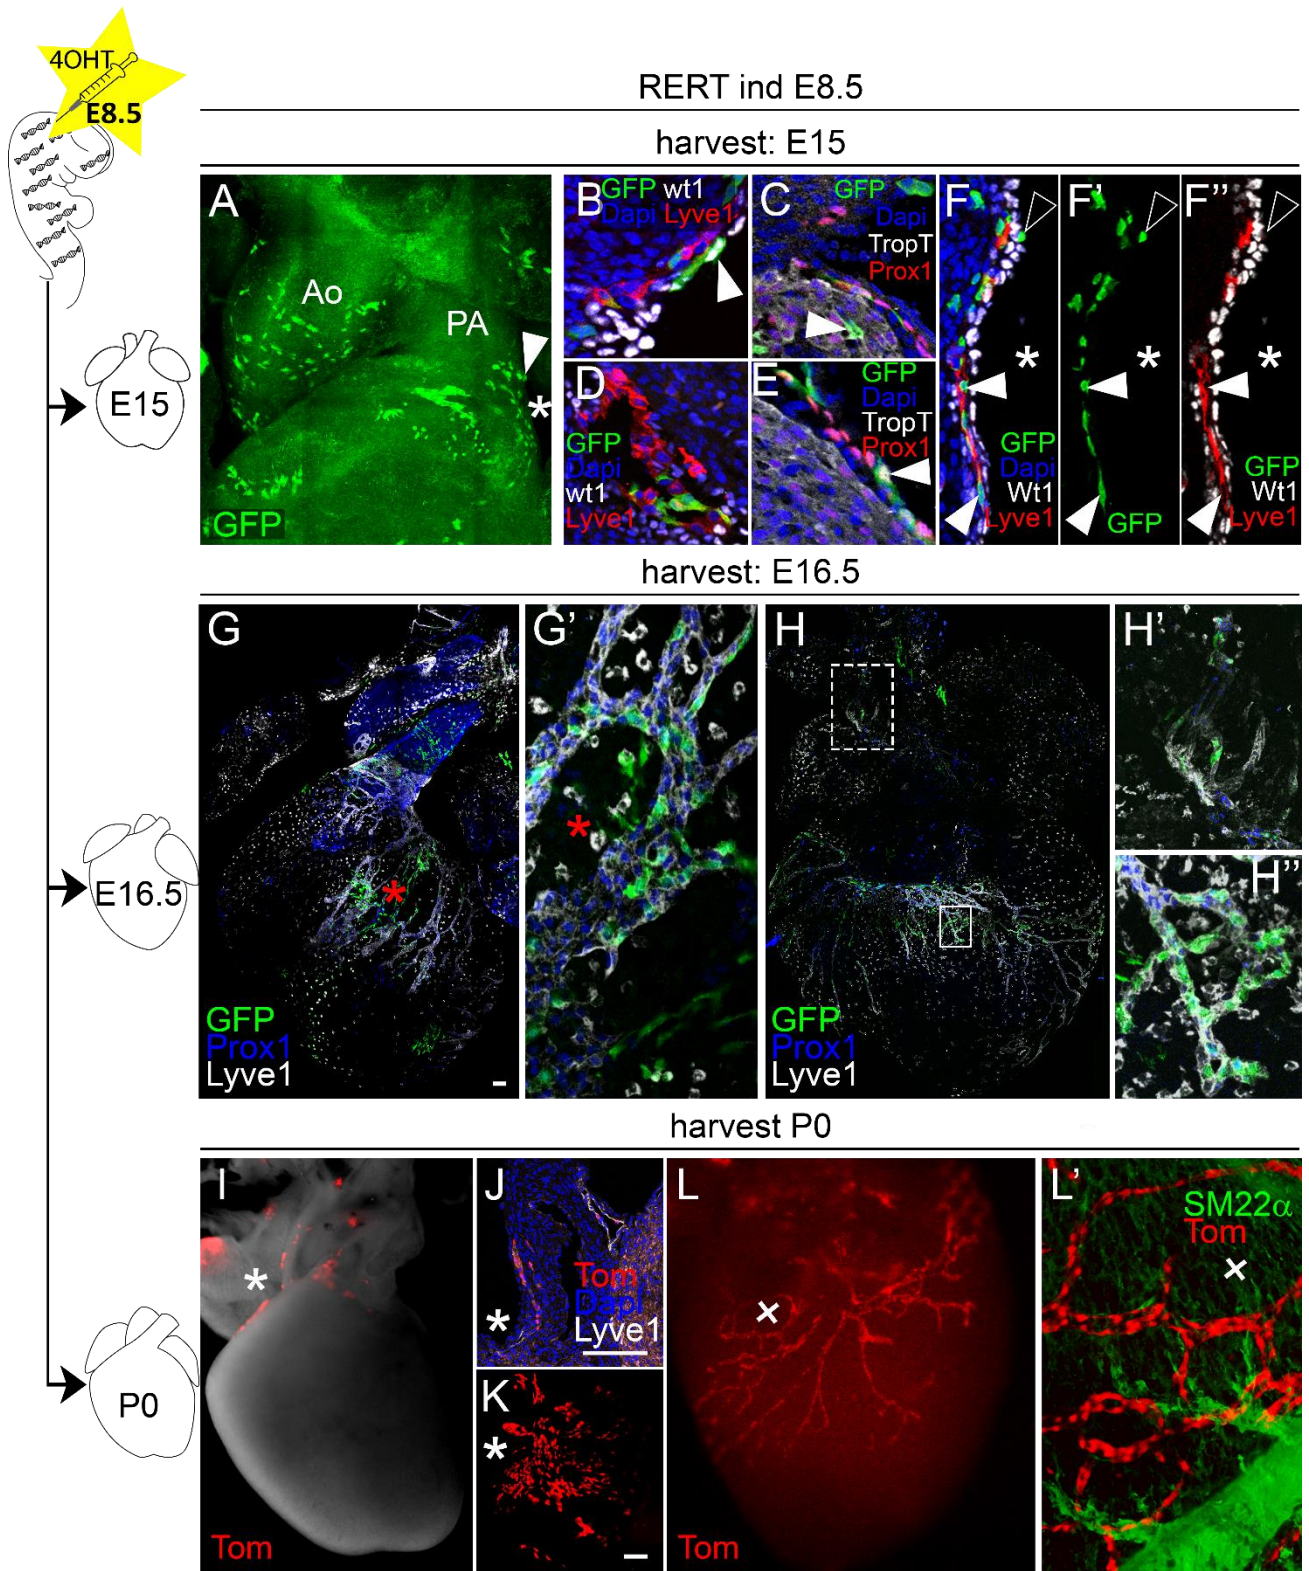 4OHT
E8.5
RERT ind E8.5
harvest: E15
A
Ao
PA
*
GFP
B
GFP wt1
Dapi Lyve1
C
GFP
Dapi
TropT
Prox1
D
GFP
Dapi
wt1
Lyve1
E
GFP
Dapi
TropT
Prox1
F
*
GFP
Dapi
Wt1
Lyve1
F'
*
GFP
F''
*
GFP
Wt1
Lyve1
E15
harvest: E16.5
G
*
GFP
Prox1
Lyve1
G'
*
H
GFP
Prox1
Lyve1
H'
H''
E16.5
harvest P0
I
*
Tom
J
Tom
Dapi
Lyve1
*
K
*
L
×
Tom
L'
SM22α
Tom
×
P0